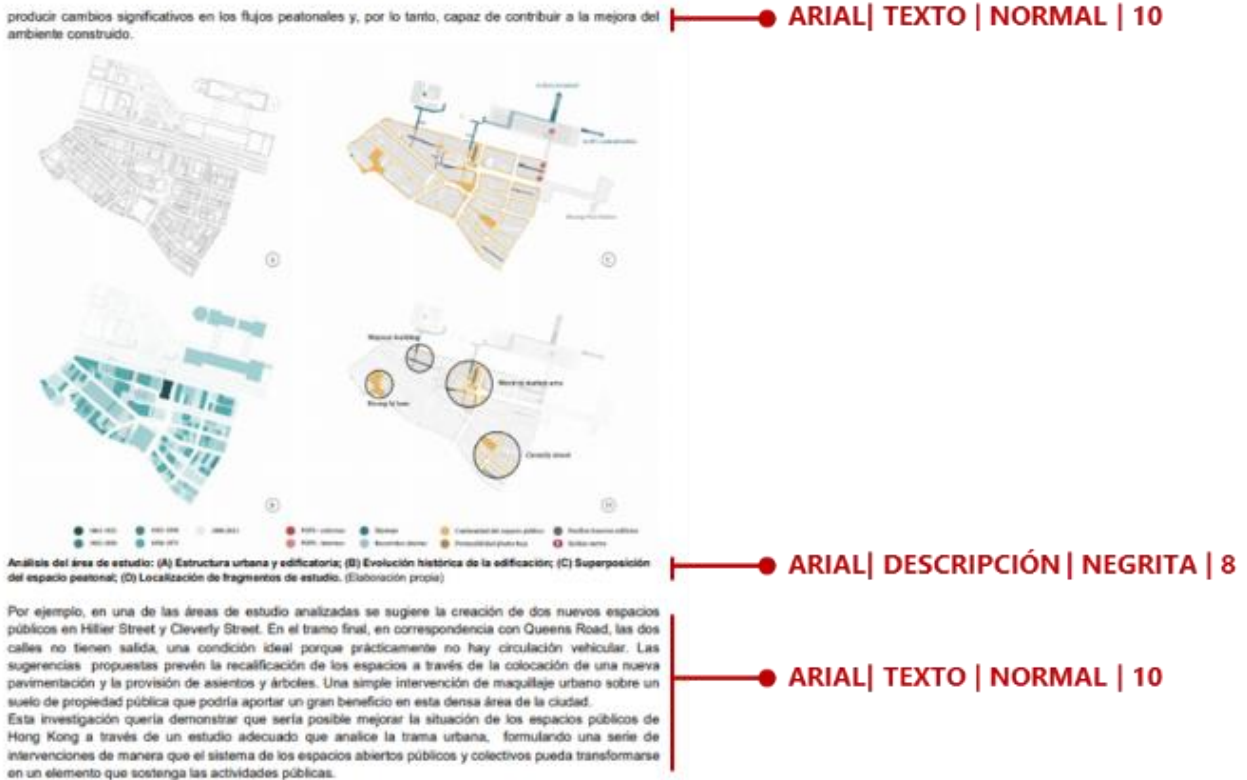 producir cambios significativos en los flujos peatonales y, por lo tanto, capaz de contribuir a la mejora del
ambiente construido.
ARIAL| TEXTO | NORMAL | 10
A
C
Cleverly street
B
D
Análisis del área de estudio: (A) Estructura urbana y edificatoria; (B) Evolución histórica de la edificación; (C) Superposición
del espacio peatonal; (D) Localización de fragmentos de estudio. (Elaboración propia)
ARIAL| DESCRIPCIÓN | NEGRITA | 8
Por ejemplo, en una de las áreas de estudio analizadas se sugiere la creación de dos nuevos espacios
públicos en Hillier Street y Cleverly Street. En el tramo final, en correspondencia con Queens Road, las dos
calles no tienen salida, una condición ideal porque prácticamente no hay circulación vehicular. Las
sugerencias propuestas prevén la recalificación de los espacios a través de la colocación de una nueva
pavimentación y la provisión de asientos y árboles. Una simple intervención de maquillaje urbano sobre un
suelo de propiedad pública que podría aportar un gran beneficio en esta densa área de la ciudad.
Esta investigación quería demostrar que sería posible mejorar la situación de los espacios públicos de
Hong Kong a través de un estudio adecuado que analice la trama urbana, formulando una serie de
intervenciones de manera que el sistema de los espacios abiertos públicos y colectivos pueda transformarse
en un elemento que sostenga las actividades públicas.
ARIAL| TEXTO | NORMAL | 10